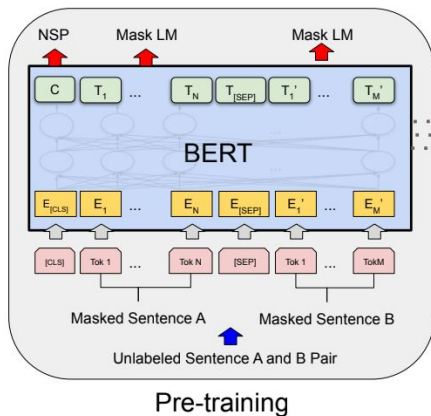 NSP Mask LM Mask LM
C T1 ... TN T[SEP] T1' ... TM'
BERT
E[CLS] E1 ... EN E[SEP] E1' ... EM'
[CLS] Tok 1 ... Tok N [SEP] Tok 1 ... TokM
Masked Sentence A Masked Sentence B
Unlabeled Sentence A and B Pair
Pre-training